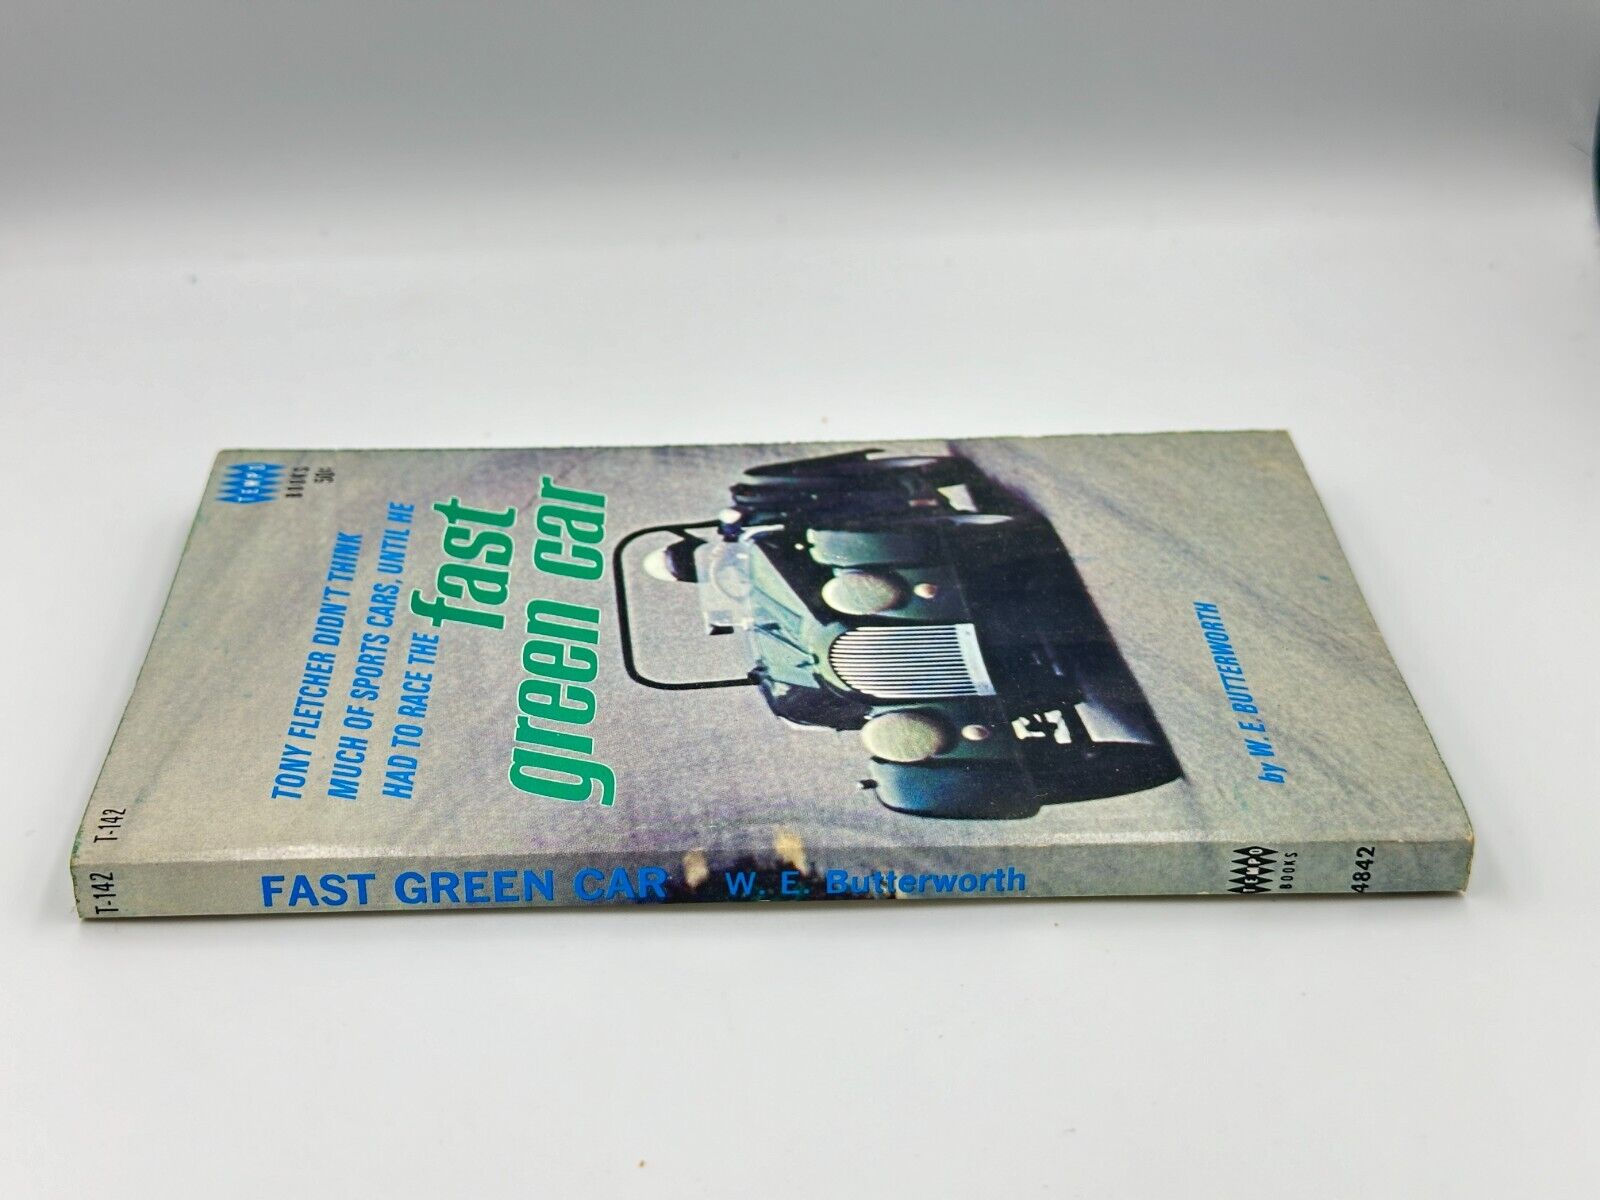 TEMPO
BOOKS
50¢
T-142
TONY FLETCHER DIDN'T THINK
MUCH OF SPORTS CARS, UNTIL HE
HAD TO RACE THE
fast
green car
by W. E. BUTTERWORTH
T-142
FAST GREEN CAR W. E. Butterworth
TEMPO
BOOKS
4842